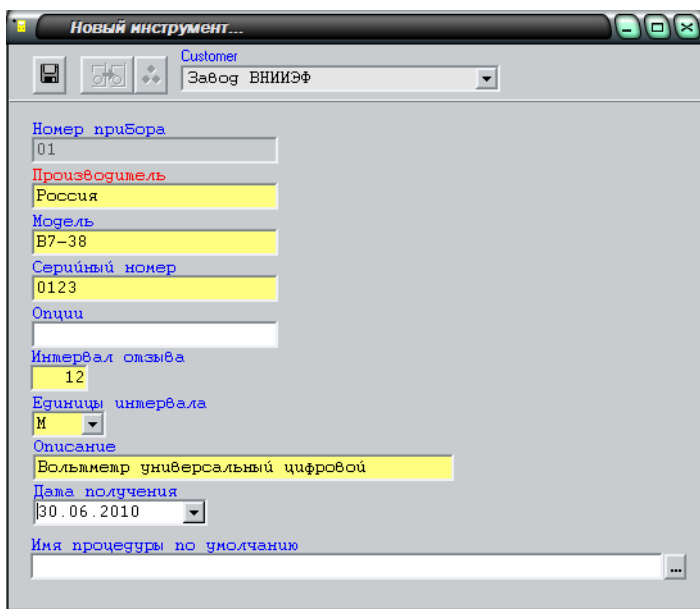 Новый инструмент...
Customer
Завод ВНИИЭФ
Номер прибора
01
Производитель
Россия
Модель
В7-38
Серийный номер
0123
Опции
Интервал отзыва
12
Единицы интервала
М
Описание
Вольтметр универсальный цифровой
Дата получения
30.06.2010
Имя процедуры по умолчанию
...